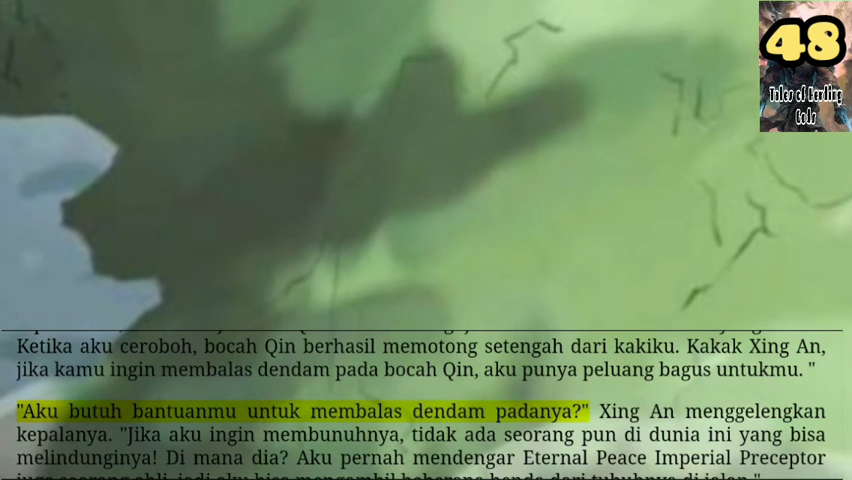 48
Tales of Herding
Gods
Ketika aku ceroboh, bocah Qin berhasil memotong setengah dari kakiku. Kakak Xing An,
jika kamu ingin membalas dendam pada bocah Qin, aku punya peluang bagus untukmu. "
"Aku butuh bantuanmu untuk membalas dendam padanya?" Xing An menggelengkan
kepalanya. "Jika aku ingin membunuhnya, tidak ada seorang pun di dunia ini yang bisa
melindunginya! Di mana dia? Aku pernah mendengar Eternal Peace Imperial Preceptor